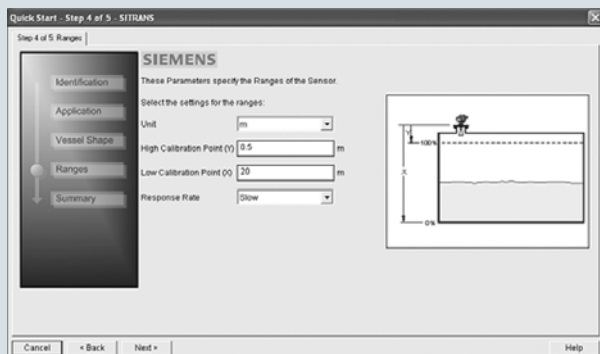 Quick Start - Step 4 of 5 - SITRANS
Step 4 of 5: Ranges
SIEMENS
These Parameters specify the Ranges of the Sensor.
Select the settings for the ranges:
Identification
Application
Vessel Shape
Ranges
Summary
Unit
m
High Calibration Point (Y)
0.5
m
Low Calibration Point (X)
20
m
Response Rate
Slow
Y
100%
X
0%
Cancel
< Back
Next >
Help